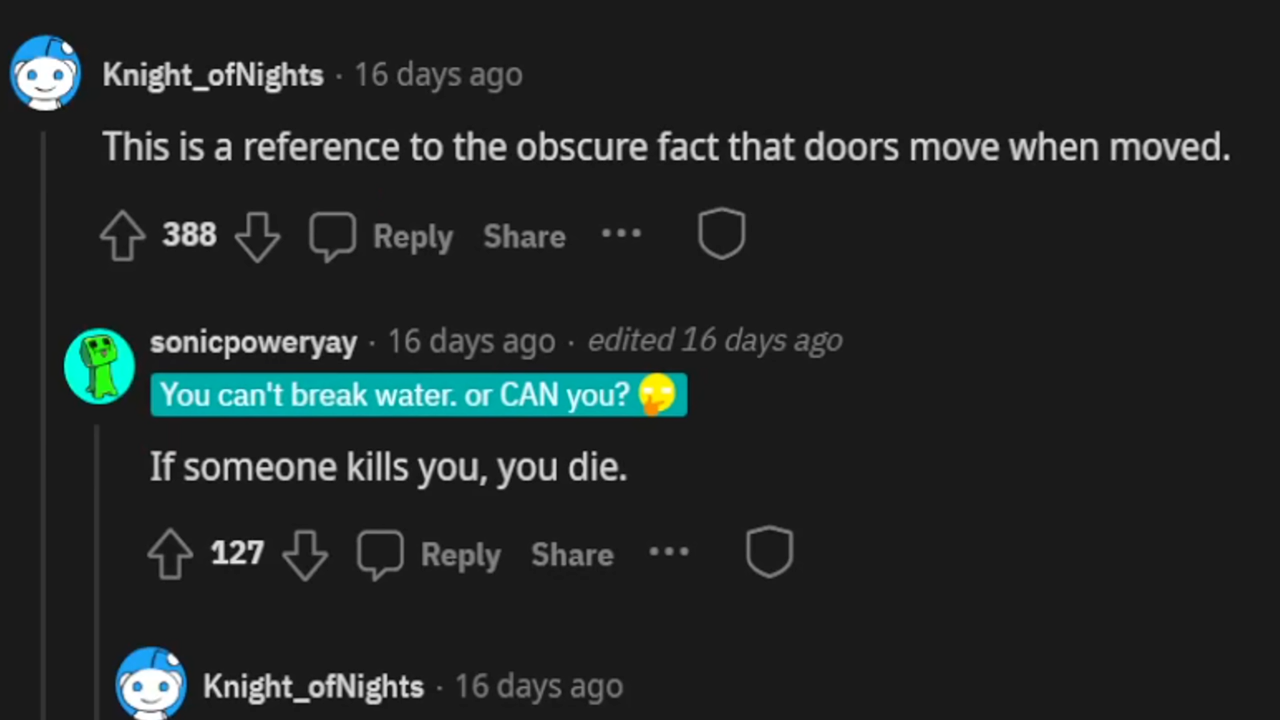 Knight_ofNights · 16 days ago
This is a reference to the obscure fact that doors move when moved.
388 Reply Share ···
sonicpoweryay · 16 days ago · edited 16 days ago
You can't break water. or CAN you? 🤔
If someone kills you, you die.
127 Reply Share ···
Knight_ofNights · 16 days ago